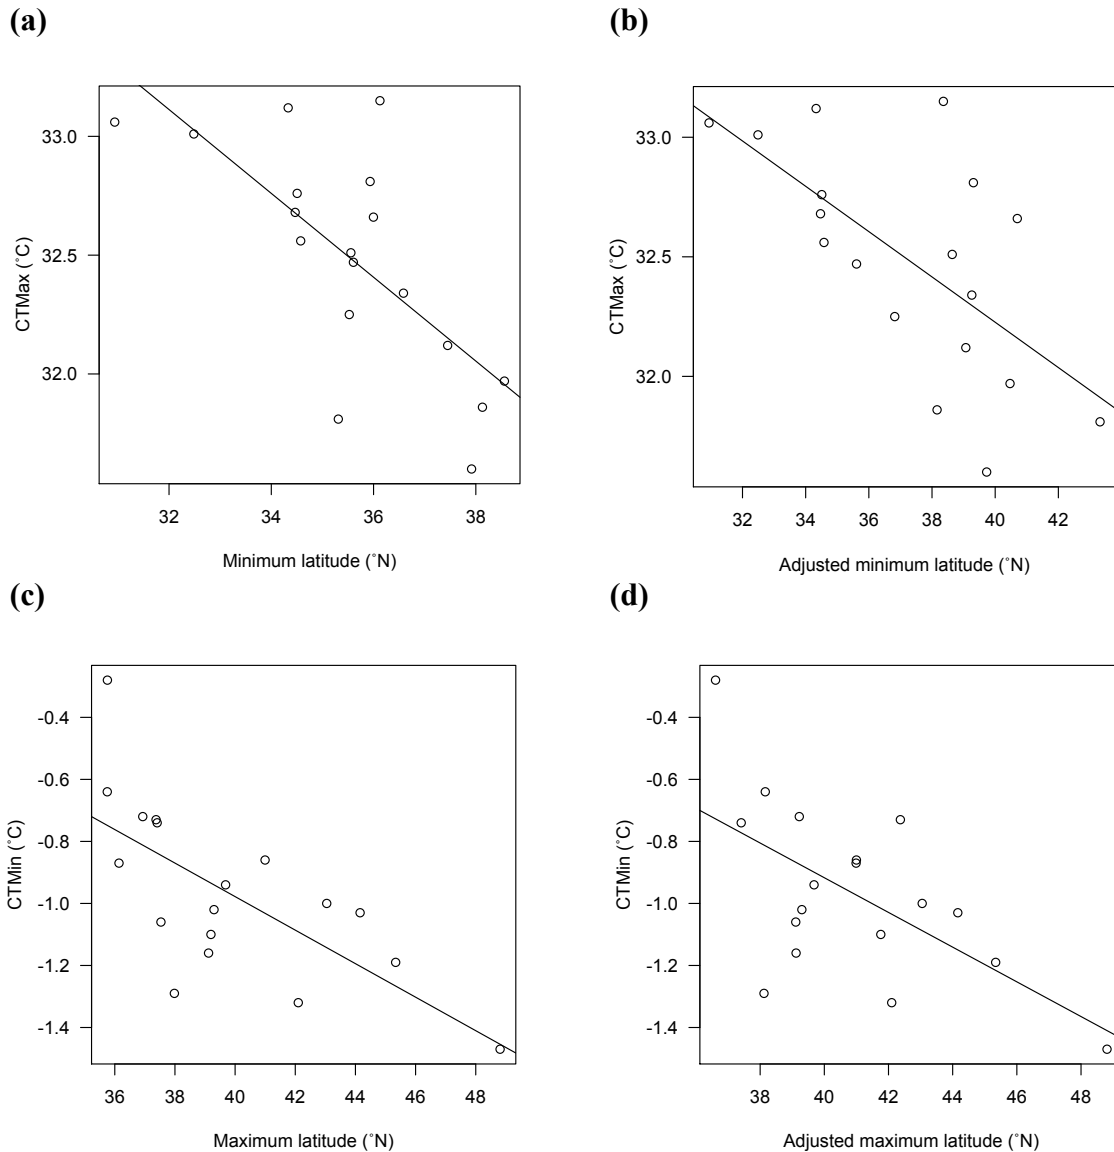 (a)
(b)
CTMax (˚C)
33.0
32.5
32.0
32 34 36 38
Minimum latitude (˚N)
CTMax (˚C)
33.0
32.5
32.0
32 34 36 38 40 42
Adjusted minimum latitude (˚N)
(c)
(d)
CTMin (˚C)
-0.4
-0.6
-0.8
-1.0
-1.2
-1.4
36 38 40 42 44 46 48
Maximum latitude (˚N)
CTMin (˚C)
-0.4
-0.6
-0.8
-1.0
-1.2
-1.4
38 40 42 44 46 48
Adjusted maximum latitude (˚N)